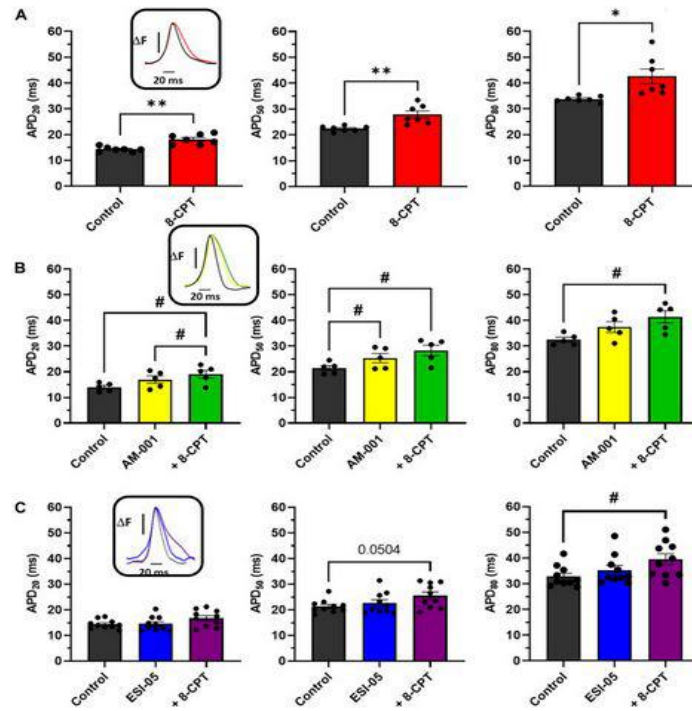 A
ΔF
20 ms
APD20 (ms)
60
50
40
30
20
10
0
**
Control
8-CPT
APD50 (ms)
60
50
40
30
20
10
0
**
Control
8-CPT
APD80 (ms)
60
50
40
30
20
10
0
*
Control
8-CPT
B
ΔF
20 ms
APD20 (ms)
60
50
40
30
20
10
0
#
#
Control
AM-001
+ 8-CPT
APD50 (ms)
60
50
40
30
20
10
0
#
#
Control
AM-001
+ 8-CPT
APD80 (ms)
60
50
40
30
20
10
0
#
Control
AM-001
+ 8-CPT
C
ΔF
20 ms
APD20 (ms)
60
50
40
30
20
10
0
Control
ESI-05
+ 8-CPT
APD50 (ms)
60
50
40
30
20
10
0
0.0504
Control
ESI-05
+ 8-CPT
APD80 (ms)
60
50
40
30
20
10
0
#
Control
ESI-05
+ 8-CPT